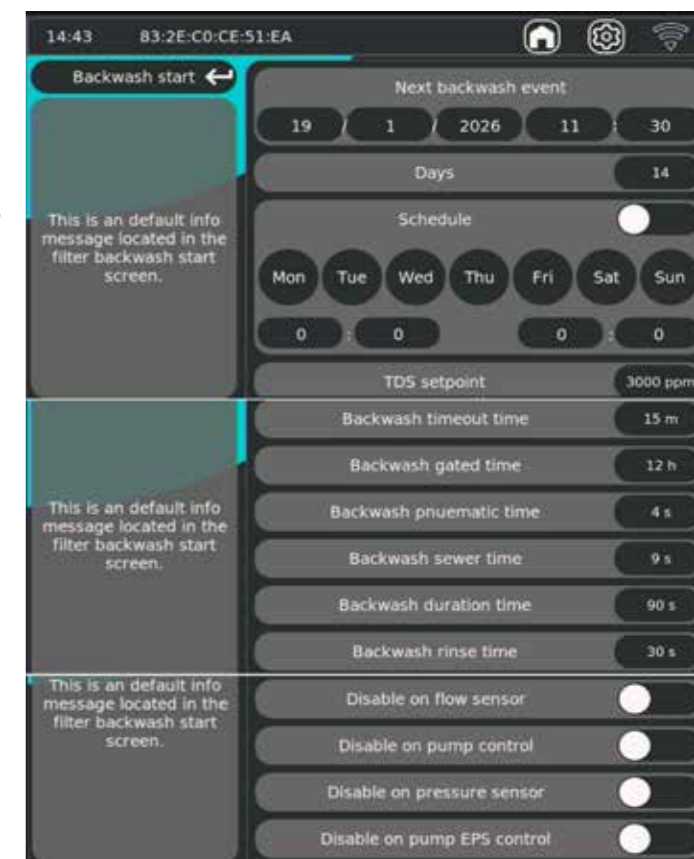 14:43 83:2E:C0:CE:51:EA
Backwash start
Next backwash event
19 / 1 / 2026 11 : 30
Days 14
This is an default info
message located in the
filter backwash start
screen.
Schedule
Mon Tue Wed Thu Fri Sat Sun
0 : 0 0 : 0
TDS setpoint 3000 ppm
Backwash timeout time 15 m
Backwash gated time 12 h
This is an default info
message located in the
filter backwash start
screen.
Backwash pnuematic time 4 s
Backwash sewer time 9 s
Backwash duration time 90 s
Backwash rinse time 30 s
This is an default info
message located in the
filter backwash start
screen.
Disable on flow sensor
Disable on pump control
Disable on pressure sensor
Disable on pump EPS control